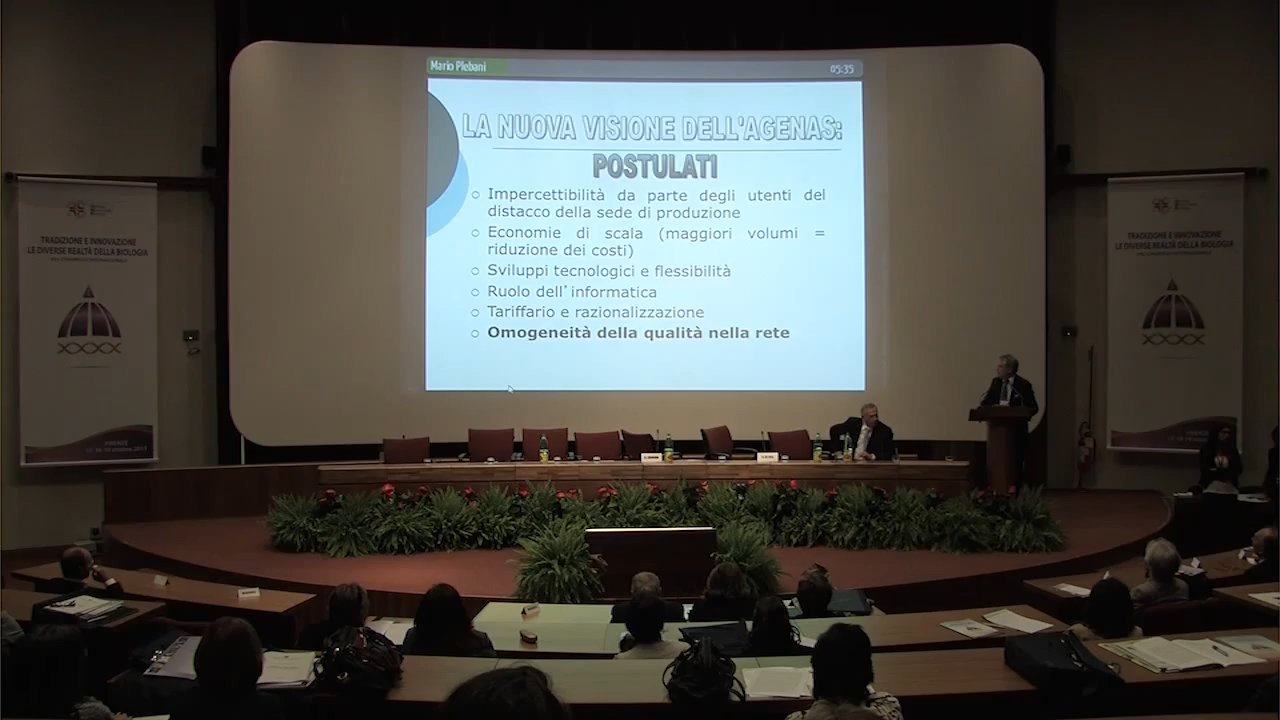 Mario Plebani
05:35
LA NUOVA VISIONE DELL'AGENAS:
POSTULATI
Impercettibilità da parte degli utenti del
distacco della sede di produzione
Economie di scala (maggiori volumi =
riduzione dei costi)
Sviluppi tecnologici e flessibilità
Ruolo dell'informatica
Tariffario e razionalizzazione
Omogeneità della qualità nella rete
TRADIZIONE E INNOVAZIONE
LE DIVERSE REALTÀ DELLA BIOLOGIA
FIRENZE
TRADIZIONE E INNOVAZIONE
LE DIVERSE REALTÀ DELLA BIOLOGIA